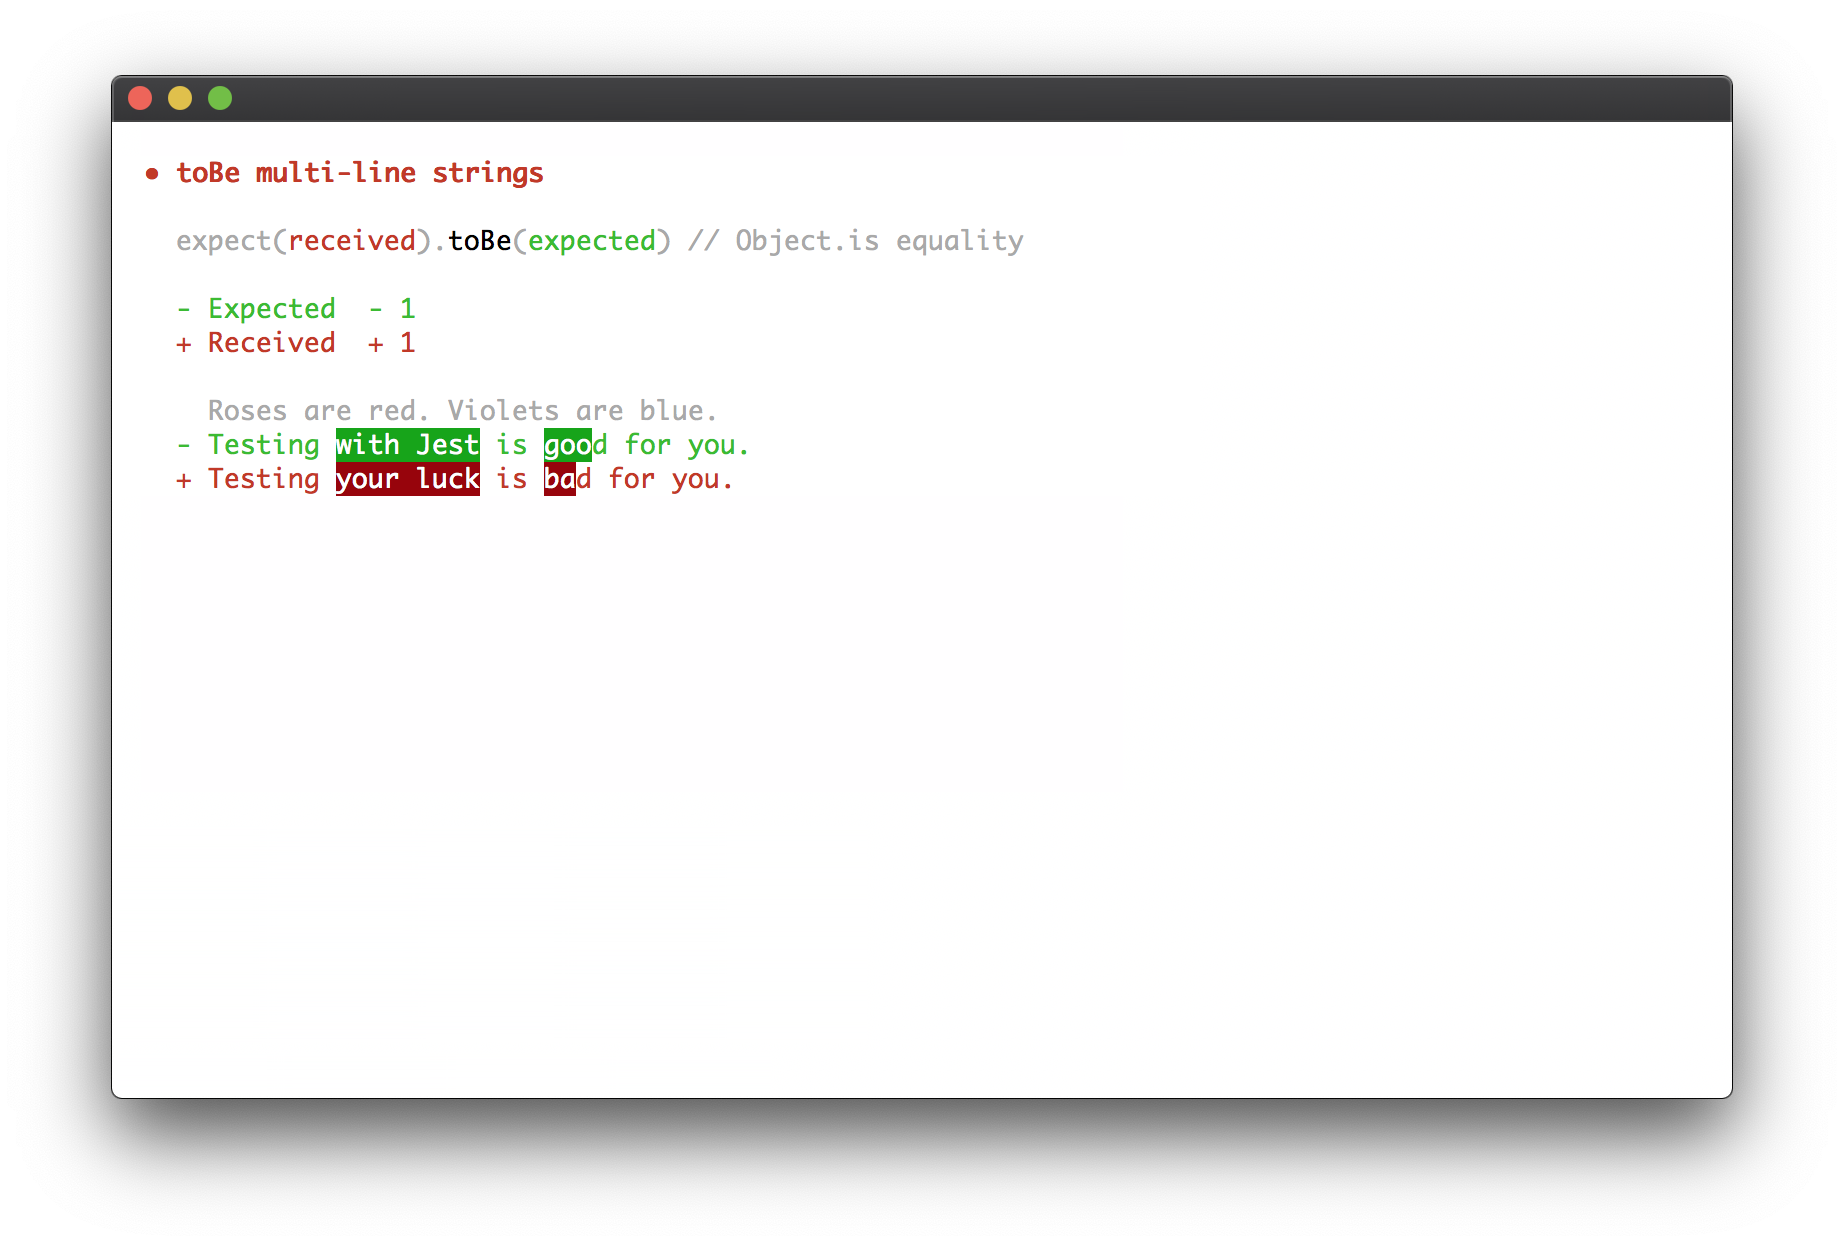 ● toBe multi-line strings
expect(received).toBe(expected) // Object.is equality
- Expected  - 1
+ Received  + 1
Roses are red. Violets are blue.
- Testing with Jest is good for you.
+ Testing your luck is bad for you.